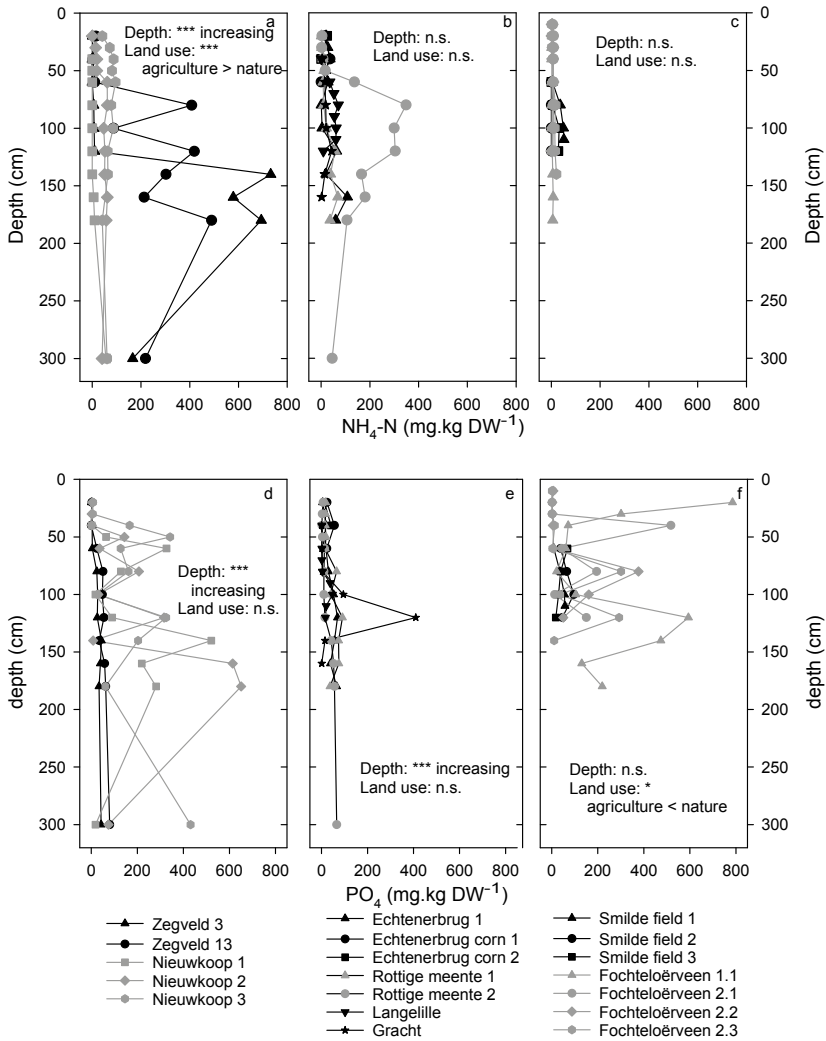 0
50
100
150
200
250
300
Depth (cm)
a
Depth: *** increasing
Land use: ***
agriculture > nature
0 200 400 600 800
b
Depth: n.s.
Land use: n.s.
0 200 400 600 800
NH4-N (mg.kg DW−1)
c
Depth: n.s.
Land use: n.s.
0 200 400 600 800
0
50
100
150
200
250
300
Depth (cm)
0
50
100
150
200
250
300
depth (cm)
d
Depth: ***
increasing
Land use: n.s.
0 200 400 600 800
e
Depth: *** increasing
Land use: n.s.
0 200 400 600 800
PO4 (mg.kg DW−1)
f
Depth: n.s.
Land use: *
agriculture < nature
0 200 400 600 800
0
50
100
150
200
250
300
depth (cm)
Zegveld 3
Zegveld 13
Nieuwkoop 1
Nieuwkoop 2
Nieuwkoop 3
Echtenerbrug 1
Echtenerbrug corn 1
Echtenerbrug corn 2
Rottige meente 1
Rottige meente 2
Langelille
Gracht
Smilde field 1
Smilde field 2
Smilde field 3
Fochteloërveen 1.1
Fochteloërveen 2.1
Fochteloërveen 2.2
Fochteloërveen 2.3